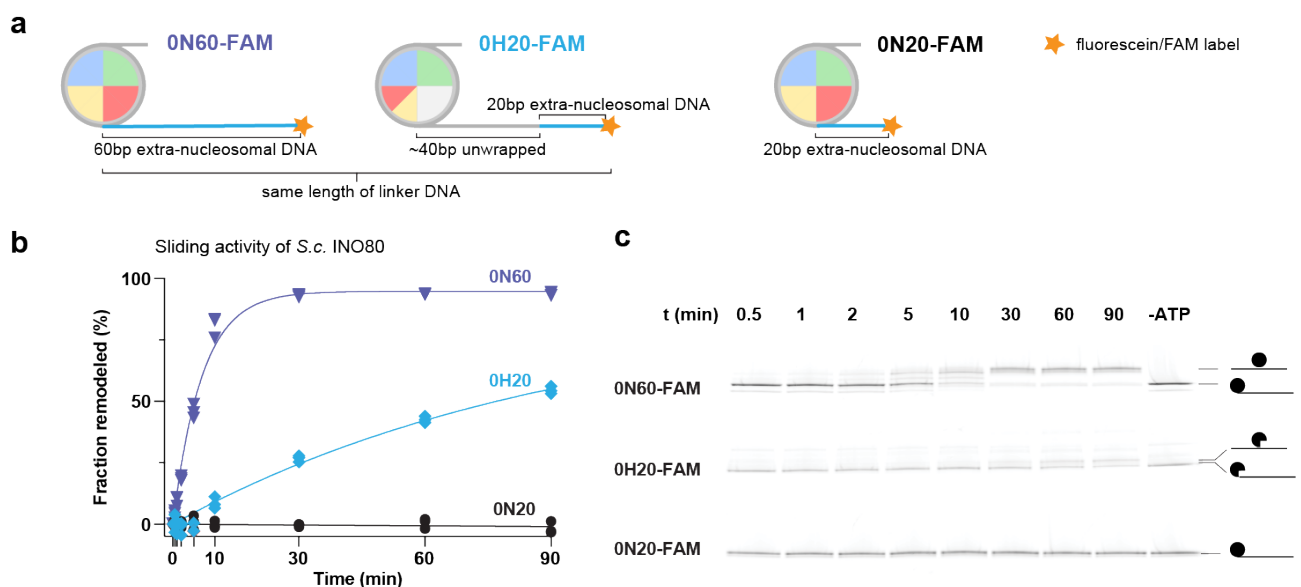 a
0N60-FAM
0H20-FAM
0N20-FAM
fluorescein/FAM label
20bp extra-nucleosomal DNA
60bp extra-nucleosomal DNA
~40bp unwrapped
20bp extra-nucleosomal DNA
same length of linker DNA
b
Sliding activity of S.c. INO80
Fraction remodeled (%)
100
50
0
0N60
0H20
0N20
0 10 30 60 90
Time (min)
c
t (min) 0.5 1 2 5 10 30 60 90 -ATP
0N60-FAM
0H20-FAM
0N20-FAM